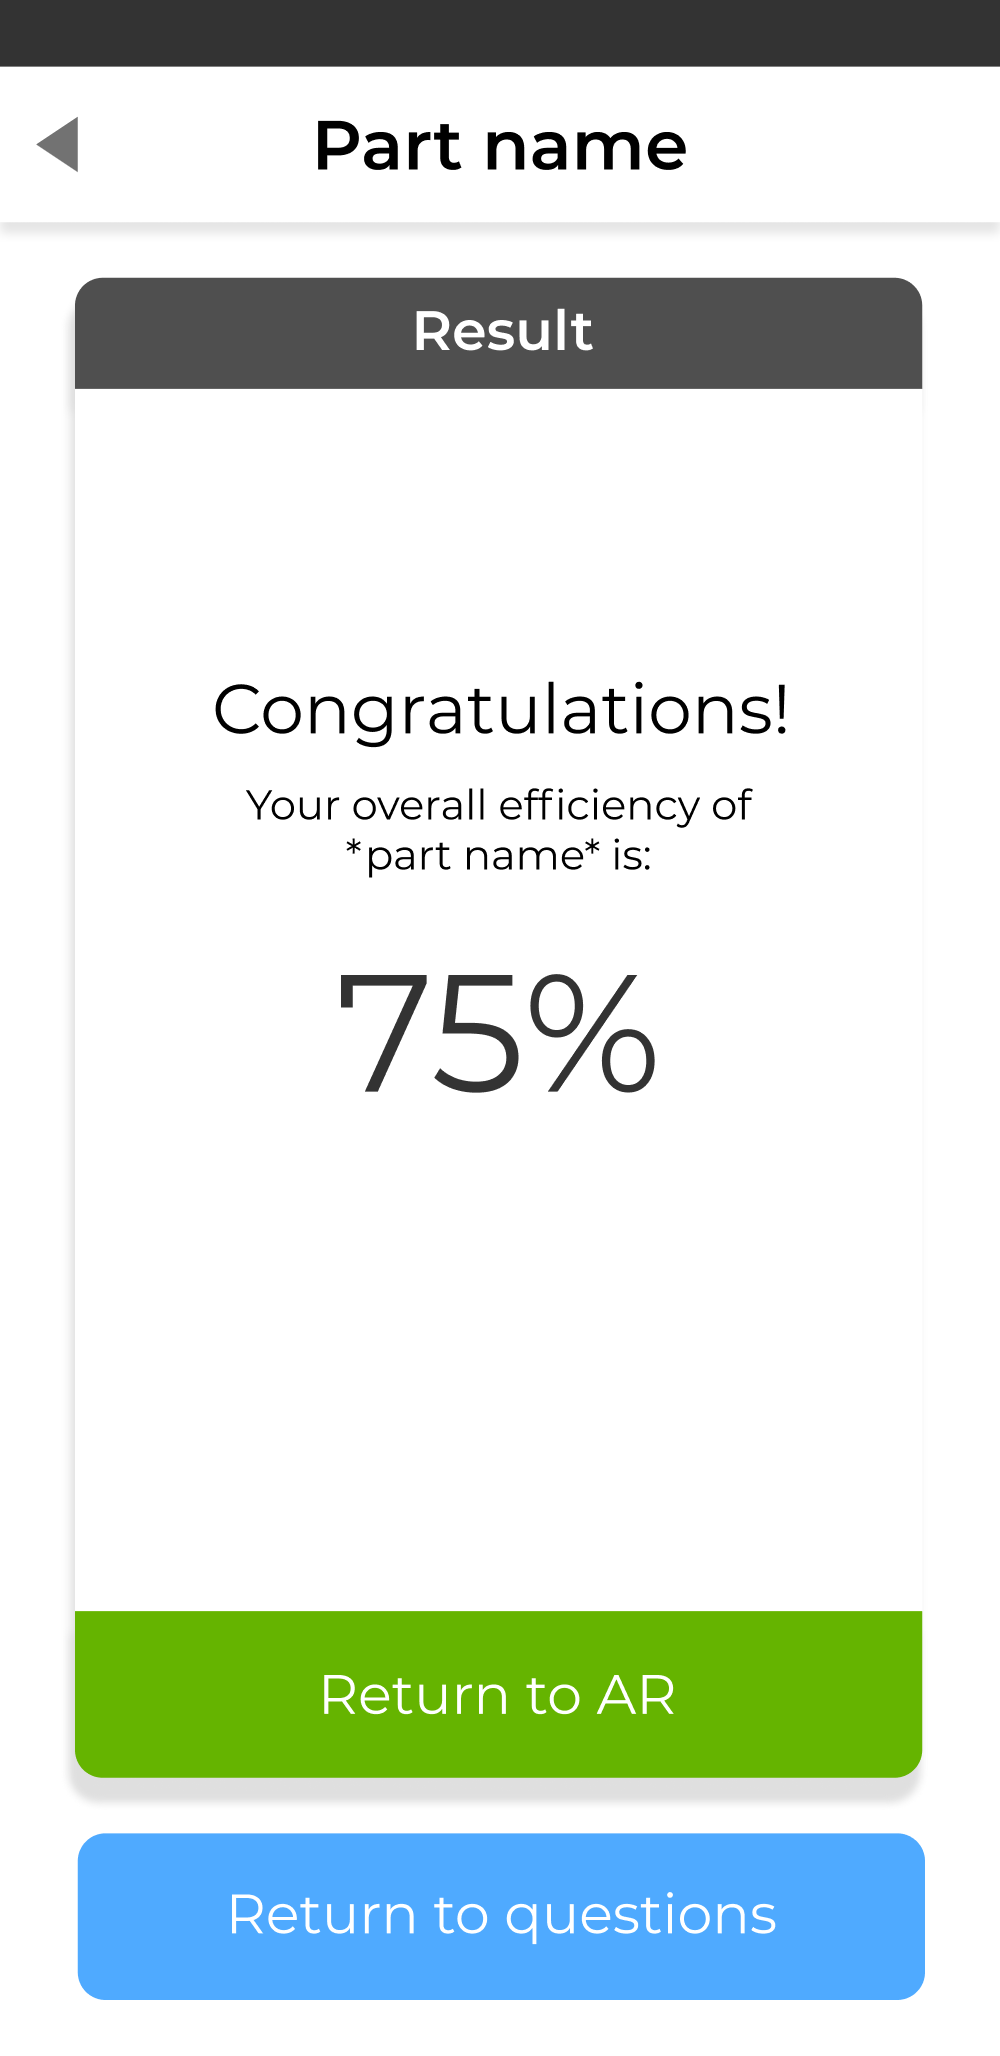 Part name
Result
Congratulations!
Your overall efficiency of
*part name* is:
75%
Return to AR
Return to questions